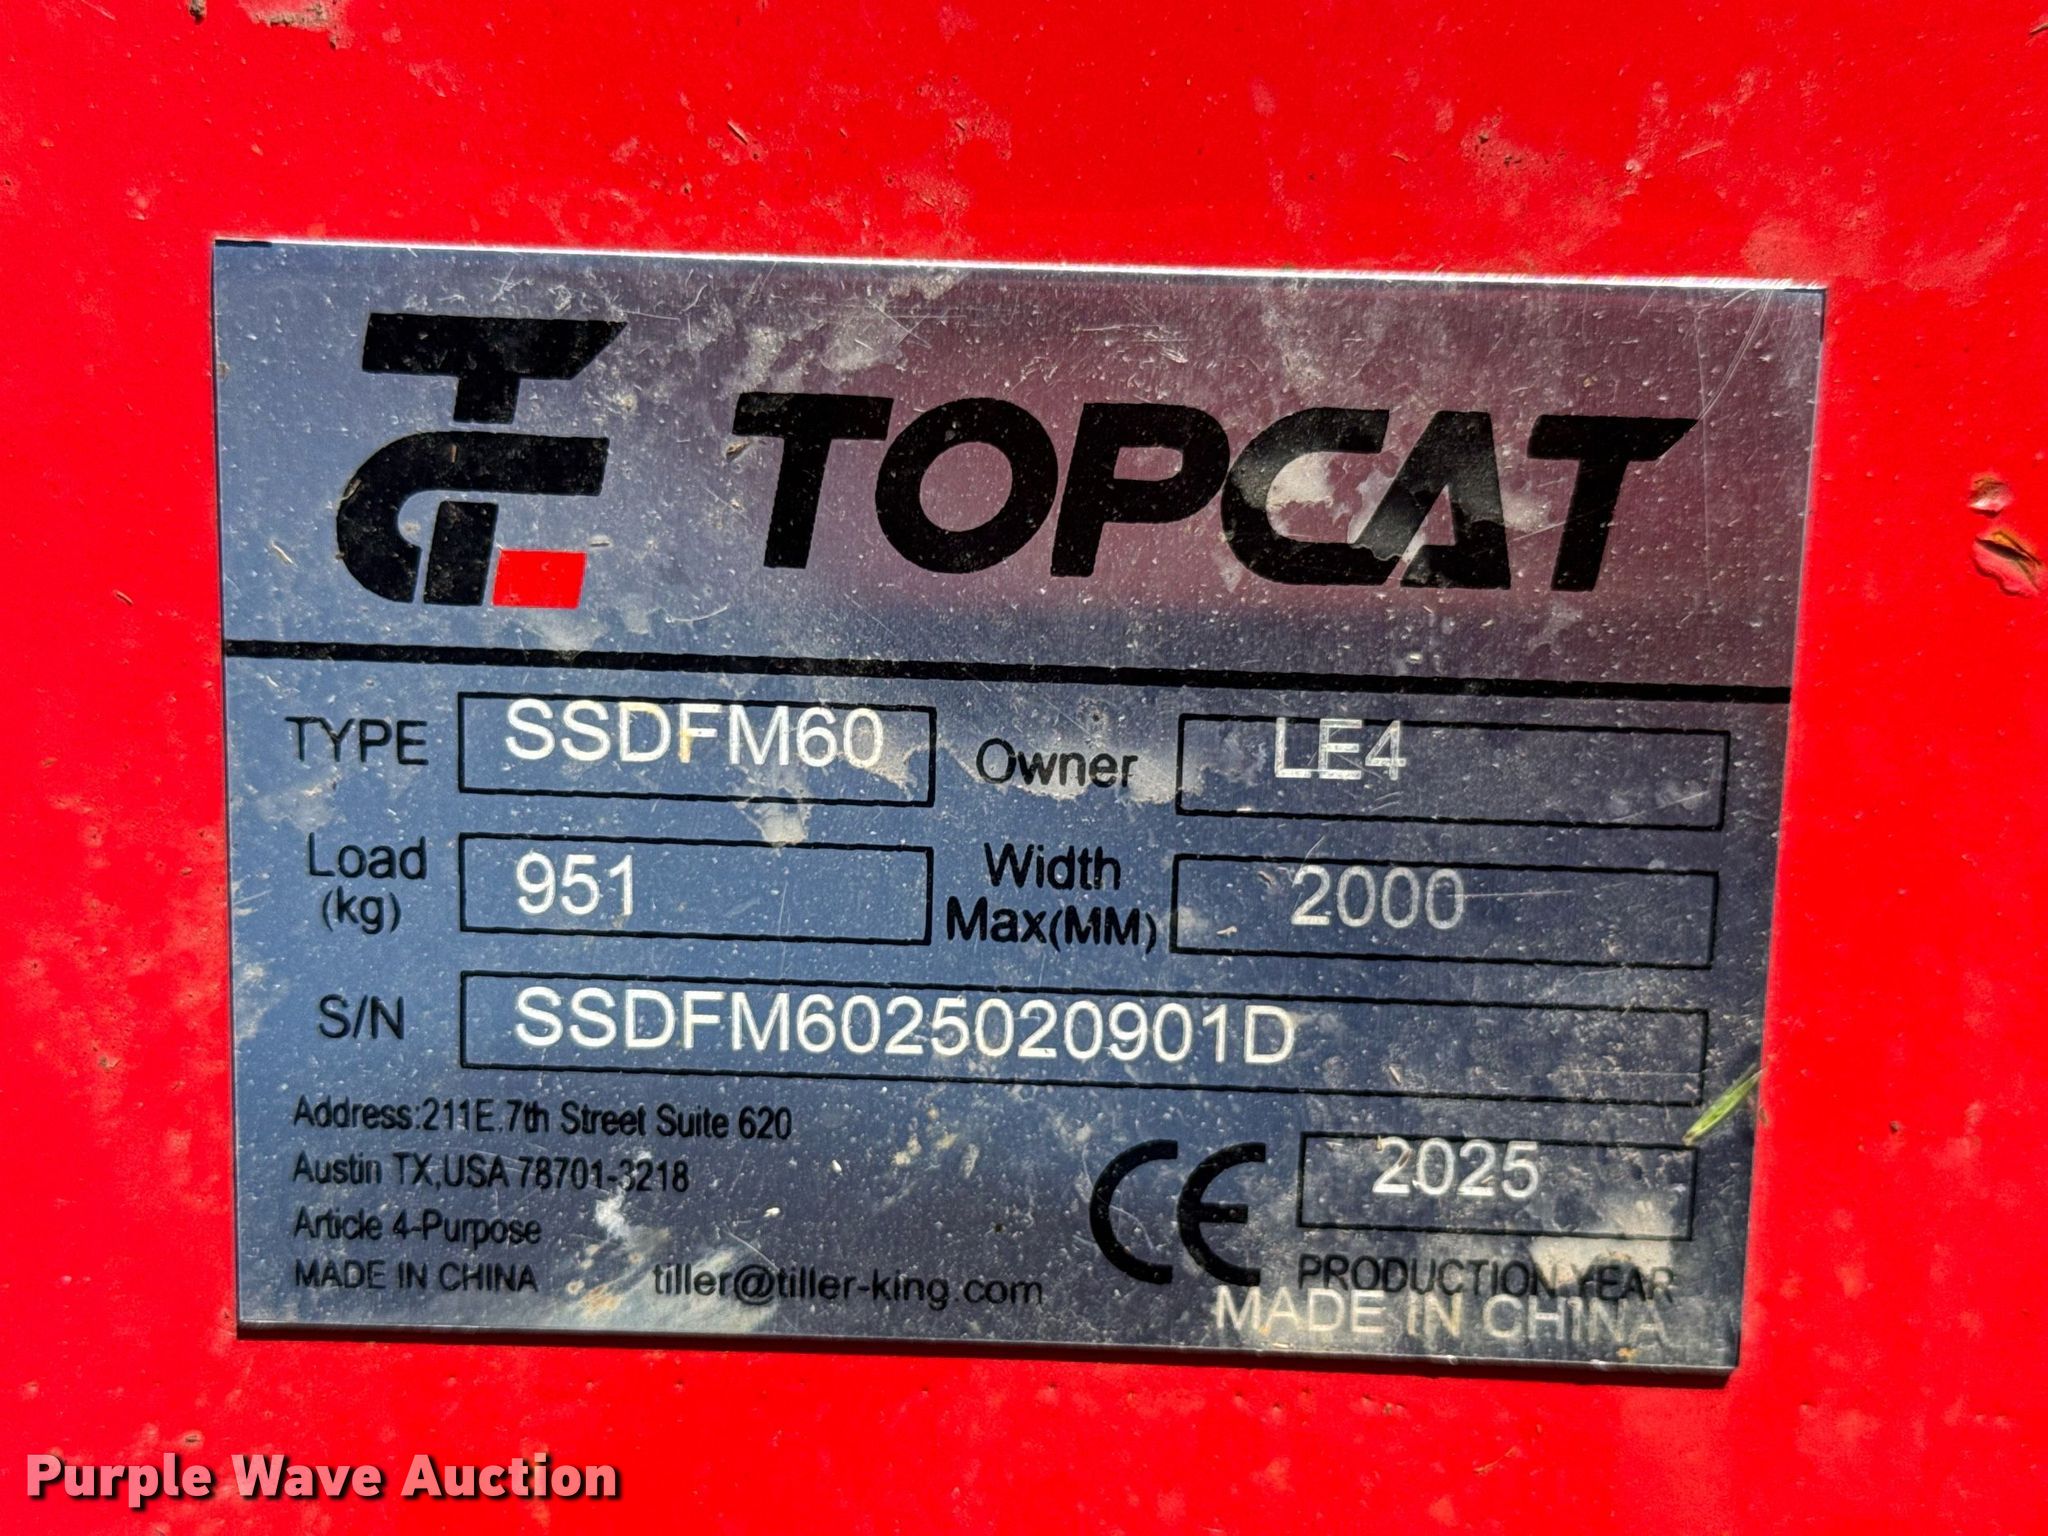 TOPCAT
TYPE SSDFM60 Owner LE4
Load (kg) 951 Width Max(MM) 2000
S/N SSDFM6025020901D
Address:211E.7th Street Suite 620
Austin TX,USA 78701-3218
Article 4-Purpose
MADE IN CHINA tiller@tiller-king.com
CE 2025
PRODUCTION YEAR
MADE IN CHINA
Purple Wave Auction